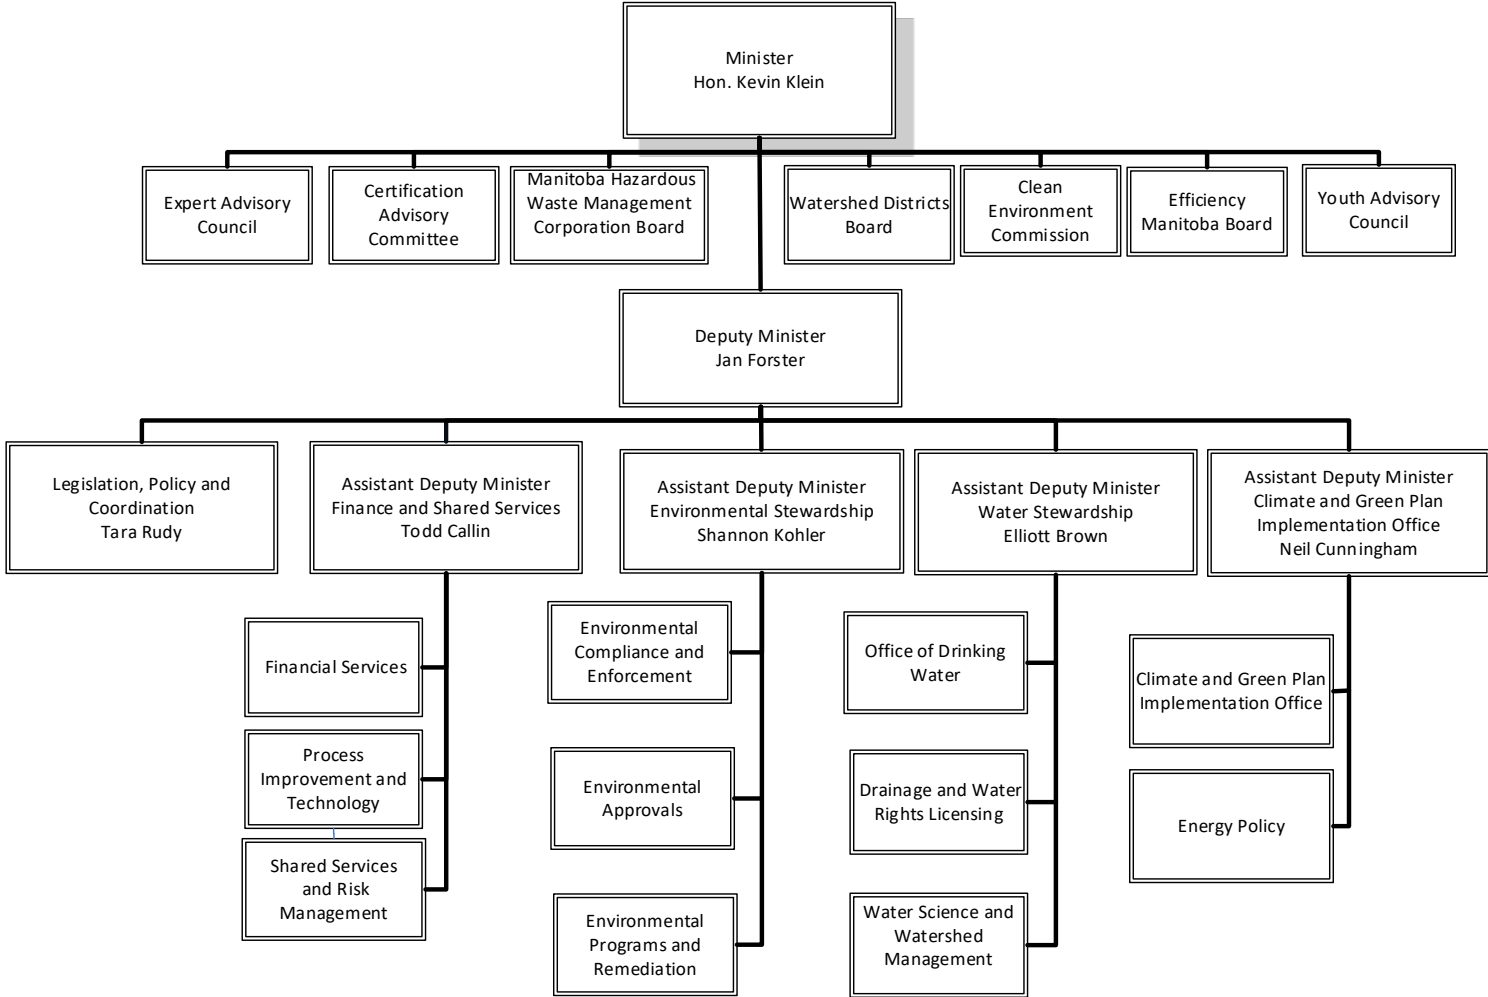 Minister
Hon. Kevin Klein
Expert Advisory
Council
Certification
Advisory
Committee
Manitoba Hazardous
Waste Management
Corporation Board
Watershed Districts
Board
Clean
Environment
Commission
Efficiency
Manitoba Board
Youth Advisory
Council
Deputy Minister
Jan Forster
Legislation, Policy and
Coordination
Tara Rudy
Assistant Deputy Minister
Finance and Shared Services
Todd Callin
Assistant Deputy Minister
Environmental Stewardship
Shannon Kohler
Assistant Deputy Minister
Water Stewardship
Elliott Brown
Assistant Deputy Minister
Climate and Green Plan
Implementation Office
Neil Cunningham
Financial Services
Process
Improvement and
Technology
Shared Services
and Risk
Management
Environmental
Compliance and
Enforcement
Environmental
Approvals
Environmental
Programs and
Remediation
Office of Drinking
Water
Drainage and Water
Rights Licensing
Water Science and
Watershed
Management
Climate and Green Plan
Implementation Office
Energy Policy